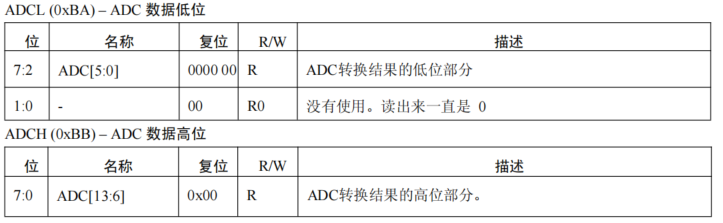 ADCL (0xBA) – ADC 数据低位
位 名称 复位 R/W 描述
7:2 ADC[5:0] 0000 00 R ADC转换结果的低位部分
1:0 - 00 R0 没有使用。读出来一直是 0
ADCH (0xBB) – ADC 数据高位
位 名称 复位 R/W 描述
7:0 ADC[13:6] 0x00 R ADC转换结果的高位部分。